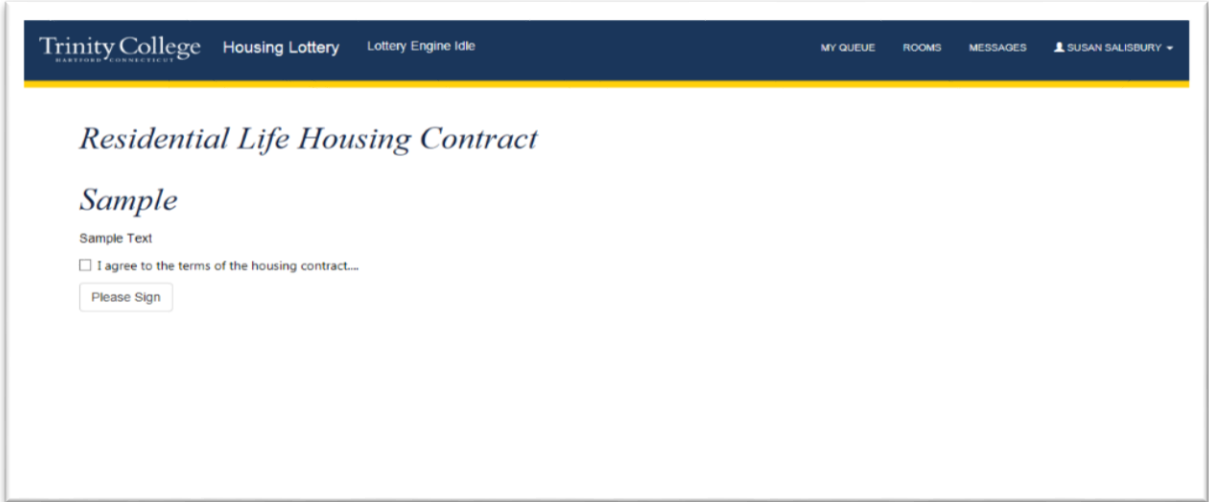 Trinity College Housing Lottery Lottery Engine Idle MY QUEUE ROOMS MESSAGES SUSAN SALISBURY
HARTFORD CONNECTICUT
Residential Life Housing Contract
Sample
Sample Text
I agree to the terms of the housing contract....
Please Sign